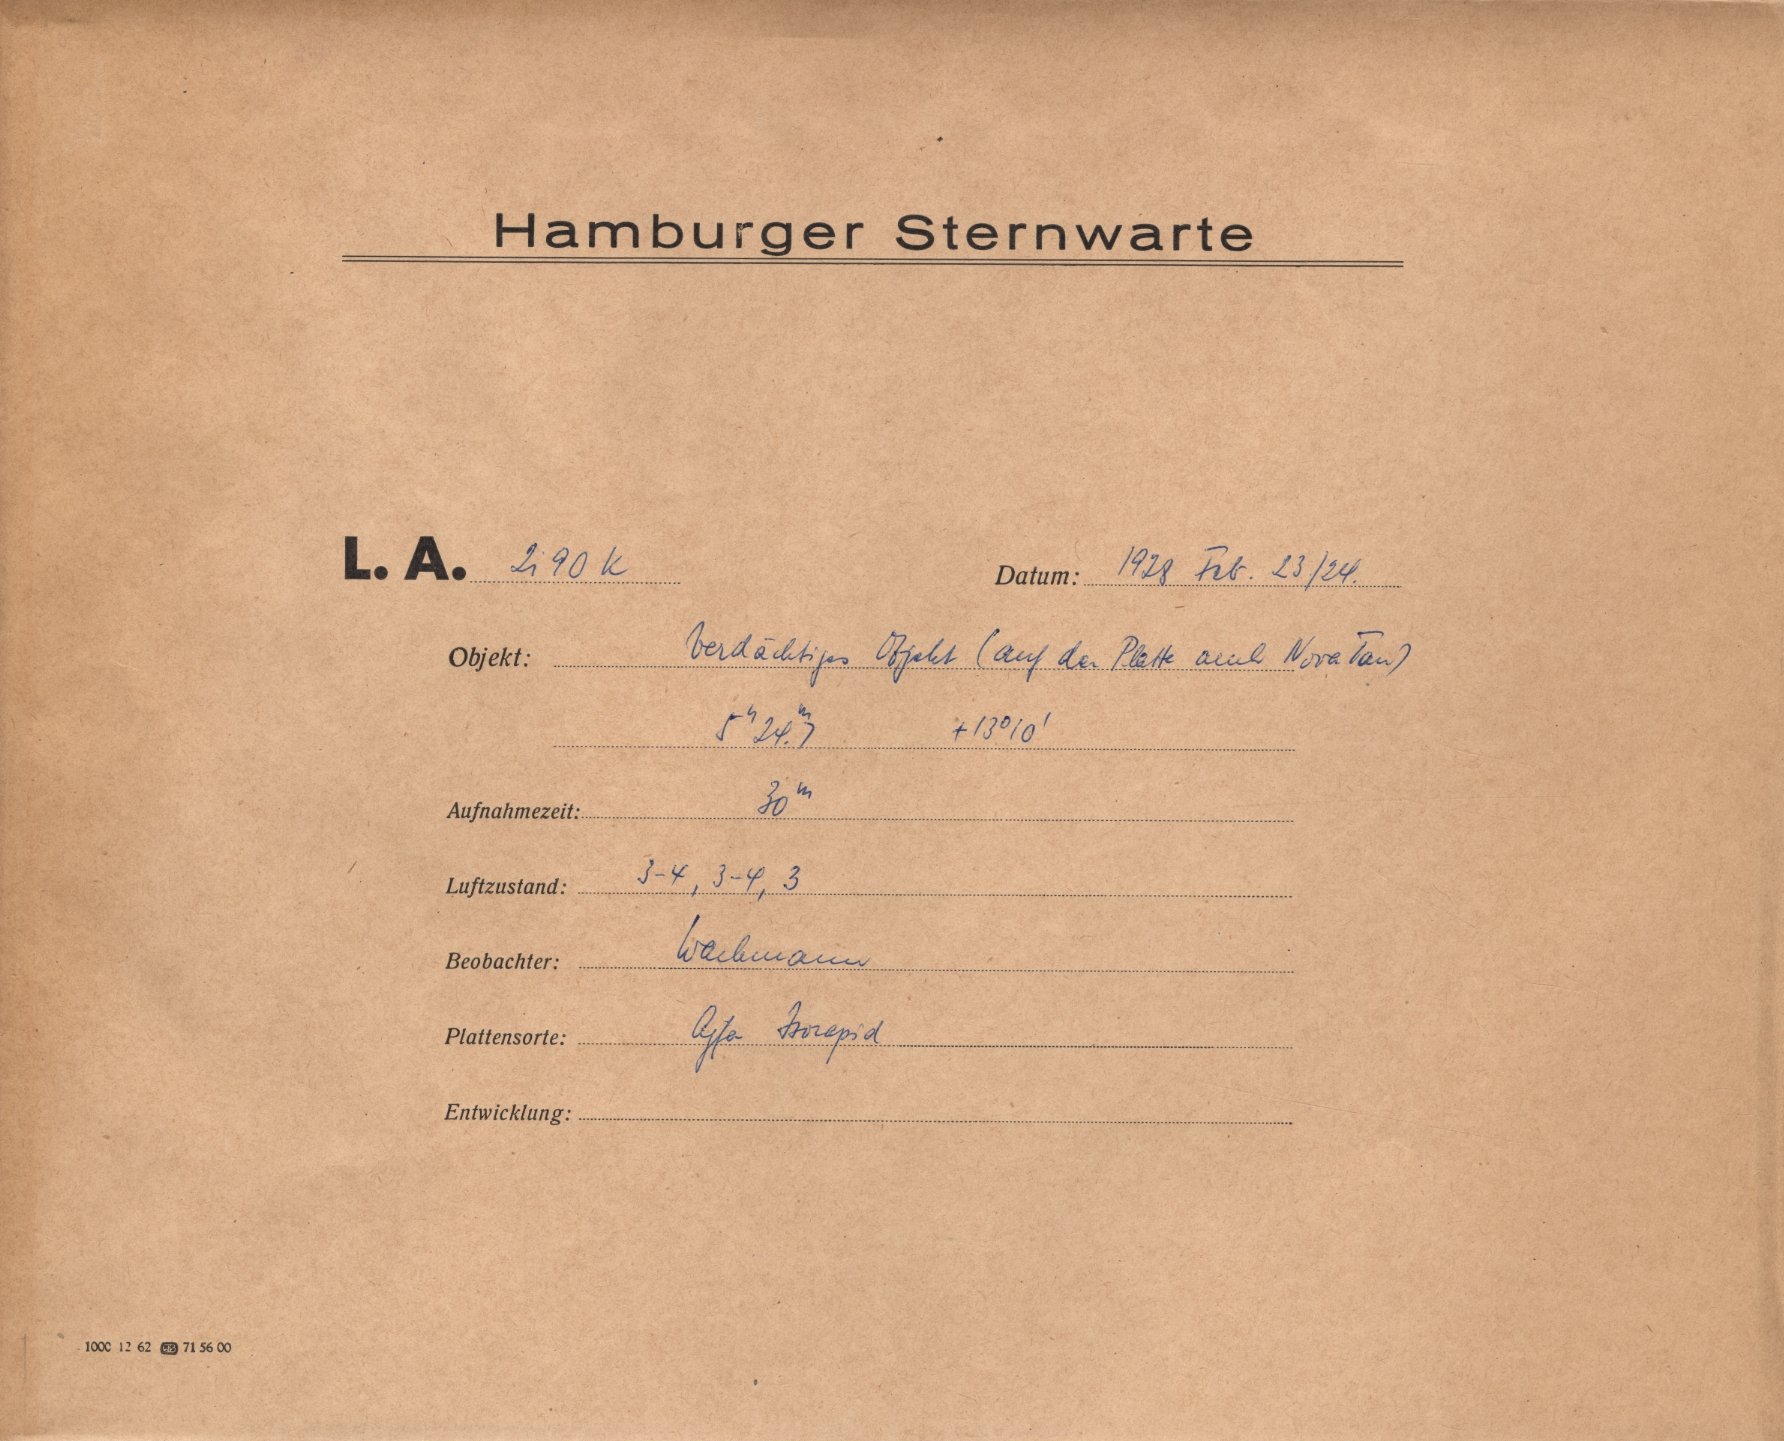 Hamburger Sternwarte
L. A. 2190 K Datum: 1928 Feb. 23/24.
Objekt: Verdächtiges Objekt (auf der Platte auch Nova Tau)
5ʰ 24.ᵐ7 +13°10'
Aufnahmezeit: 30ᵐ
Luftzustand: 3-4, 3-4, 3
Beobachter: Wachmann
Plattensorte: Agfa Isorapid
Entwicklung:
1000 12 62 71 56 00